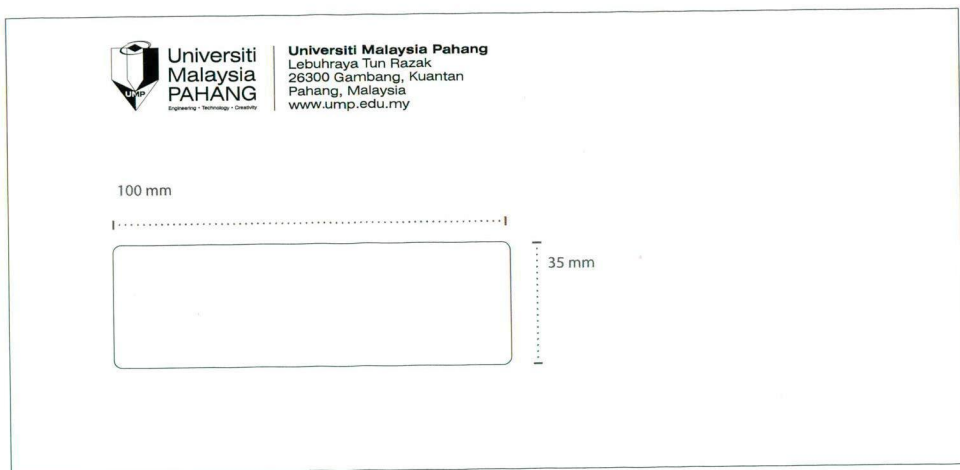 UMP
Universiti
Malaysia
PAHANG
Engineering • Technology • Creativity
Universiti Malaysia Pahang
Lebuhraya Tun Razak
26300 Gambang, Kuantan
Pahang, Malaysia
www.ump.edu.my
100 mm
35 mm